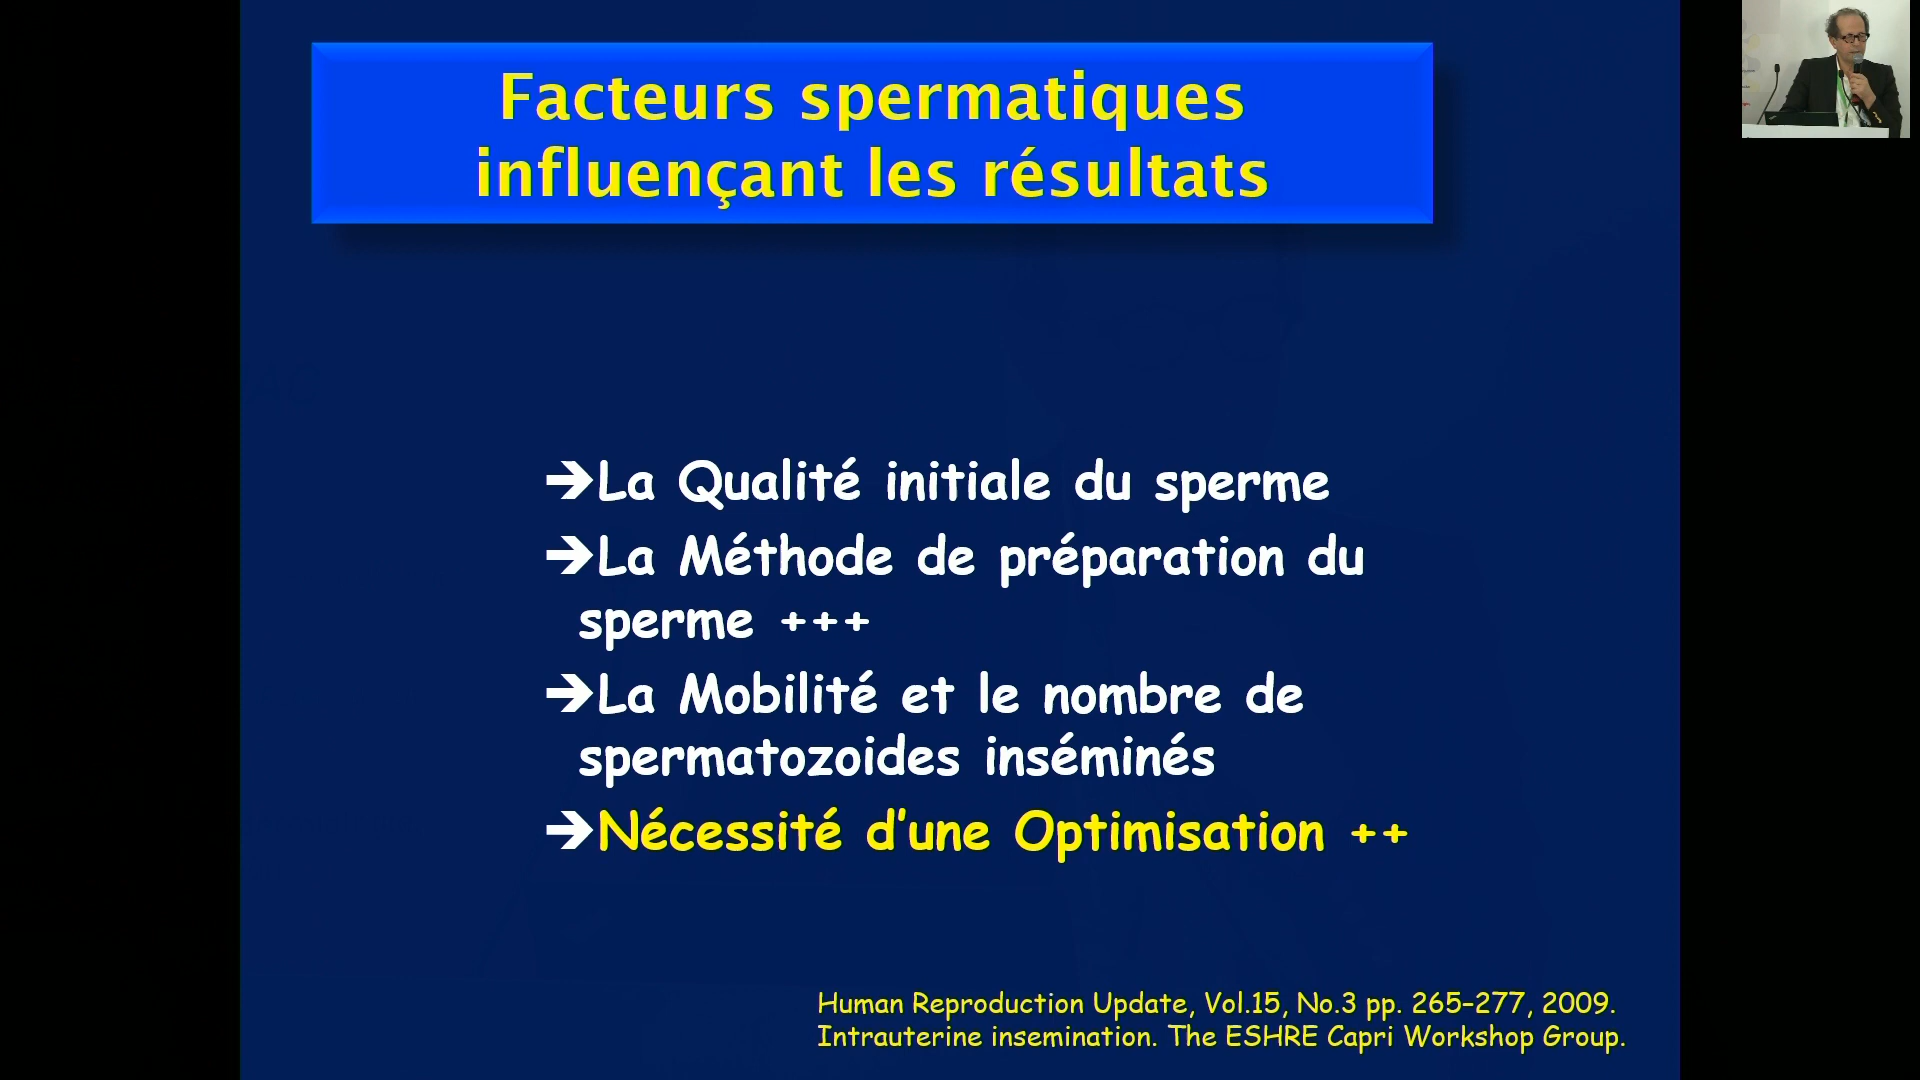 Facteurs spermatiques
influençant les résultats
➔La Qualité initiale du sperme
➔La Méthode de préparation du
sperme +++
➔La Mobilité et le nombre de
spermatozoides inséminés
➔Nécessité d'une Optimisation ++
Human Reproduction Update, Vol.15, No.3 pp. 265–277, 2009.
Intrauterine insemination. The ESHRE Capri Workshop Group.